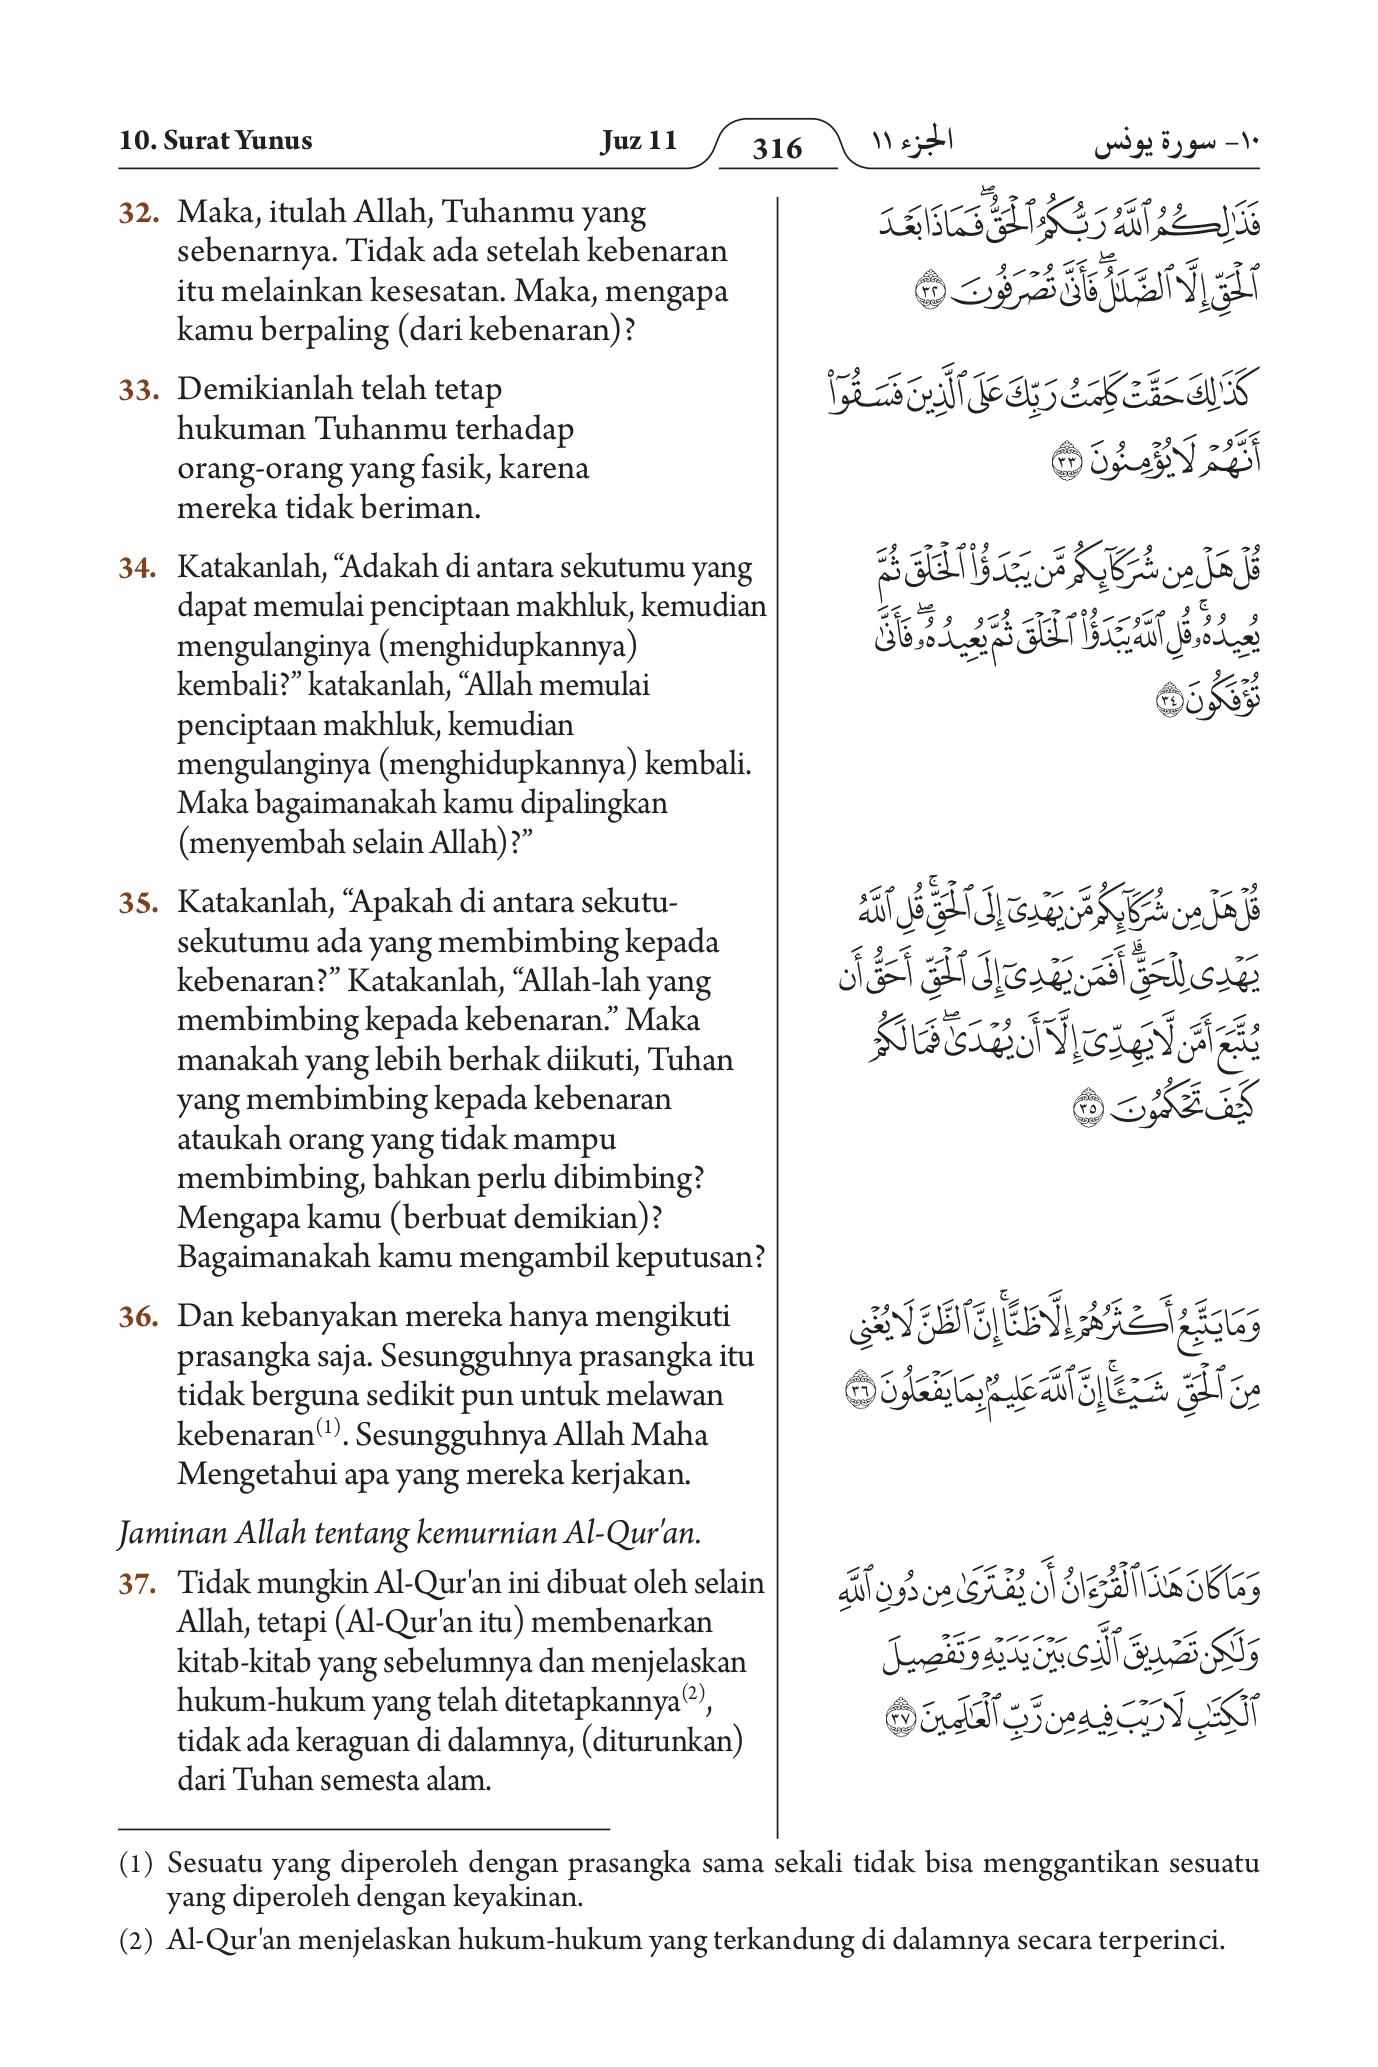 10. Surat Yunus
Juz 11
316
الجزء ١١
١٠- سورة يونس
32. Maka, itulah Allah, Tuhanmu yang
sebenarnya. Tidak ada setelah kebenaran
itu melainkan kesesatan. Maka, mengapa
kamu berpaling (dari kebenaran)?
فَذَٰلِكُمُ ٱللَّهُ رَبُّكُمُ ٱلْحَقُّۖ فَمَاذَا بَعْدَ
ٱلْحَقِّ إِلَّا ٱلضَّلَٰلُۖ فَأَنَّىٰ تُصْرَفُونَ ٣٢
33. Demikianlah telah tetap
hukuman Tuhanmu terhadap
orang-orang yang fasik, karena
mereka tidak beriman.
كَذَٰلِكَ حَقَّتْ كَلِمَتُ رَبِّكَ عَلَى ٱلَّذِينَ فَسَقُوٓا۟
أَنَّهُمْ لَا يُؤْمِنُونَ ٣٣
34. Katakanlah, “Adakah di antara sekutumu yang
dapat memulai penciptaan makhluk, kemudian
mengulanginya (menghidupkannya)
kembali?” katakanlah, “Allah memulai
penciptaan makhluk, kemudian
mengulanginya (menghidupkannya) kembali.
Maka bagaimanakah kamu dipalingkan
(menyembah selain Allah)?”
قُلْ هَلْ مِن شُرَكَآئِكُم مَّن يَبْدَؤُا۟ ٱلْخَلْقَ ثُمَّ
يُعِيدُهُۥۚ قُلِ ٱللَّهُ يَبْدَؤُا۟ ٱلْخَلْقَ ثُمَّ يُعِيدُهُۥۖ فَأَنَّىٰ
تُؤْفَكُونَ ٣٤
35. Katakanlah, “Apakah di antara sekutu-
sekutumu ada yang membimbing kepada
kebenaran?” Katakanlah, “Allah-lah yang
membimbing kepada kebenaran.” Maka
manakah yang lebih berhak diikuti, Tuhan
yang membimbing kepada kebenaran
ataukah orang yang tidak mampu
membimbing, bahkan perlu dibimbing?
Mengapa kamu (berbuat demikian)?
Bagaimanakah kamu mengambil keputusan?
قُلْ هَلْ مِن شُرَكَآئِكُم مَّن يَهْدِىٓ إِلَى ٱلْحَقِّۚ قُلِ ٱللَّهُ
يَهْدِى لِلْحَقِّۗ أَفَمَن يَهْدِىٓ إِلَى ٱلْحَقِّ أَحَقُّ أَن
يُتَّبَعَ أَمَّن لَّا يَهِدِّىٓ إِلَّآ أَن يُهْدَىٰۖ فَمَا لَكُمْ
كَيْفَ تَحْكُمُونَ ٣٥
36. Dan kebanyakan mereka hanya mengikuti
prasangka saja. Sesungguhnya prasangka itu
tidak berguna sedikit pun untuk melawan
kebenaran(1). Sesungguhnya Allah Maha
Mengetahui apa yang mereka kerjakan.
وَمَا يَتَّبِعُ أَكْثَرُهُمْ إِلَّا ظَنًّاۚ إِنَّ ٱلظَّنَّ لَا يُغْنِى
مِنَ ٱلْحَقِّ شَيْـًٔاۚ إِنَّ ٱللَّهَ عَلِيمٌۢ بِمَا يَفْعَلُونَ ٣٦
Jaminan Allah tentang kemurnian Al-Qur'an.
37. Tidak mungkin Al-Qur'an ini dibuat oleh selain
Allah, tetapi (Al-Qur'an itu) membenarkan
kitab-kitab yang sebelumnya dan menjelaskan
hukum-hukum yang telah ditetapkannya(2),
tidak ada keraguan di dalamnya, (diturunkan)
dari Tuhan semesta alam.
وَمَا كَانَ هَٰذَا ٱلْقُرْءَانُ أَن يُفْتَرَىٰ مِن دُونِ ٱللَّهِ
وَلَٰكِن تَصْدِيقَ ٱلَّذِى بَيْنَ يَدَيْهِ وَتَفْصِيلَ
ٱلْكِتَٰبِ لَا رَيْبَ فِيهِ مِن رَّبِّ ٱلْعَٰلَمِينَ ٣٧
(1) Sesuatu yang diperoleh dengan prasangka sama sekali tidak bisa menggantikan sesuatu
yang diperoleh dengan keyakinan.
(2) Al-Qur'an menjelaskan hukum-hukum yang terkandung di dalamnya secara terperinci.